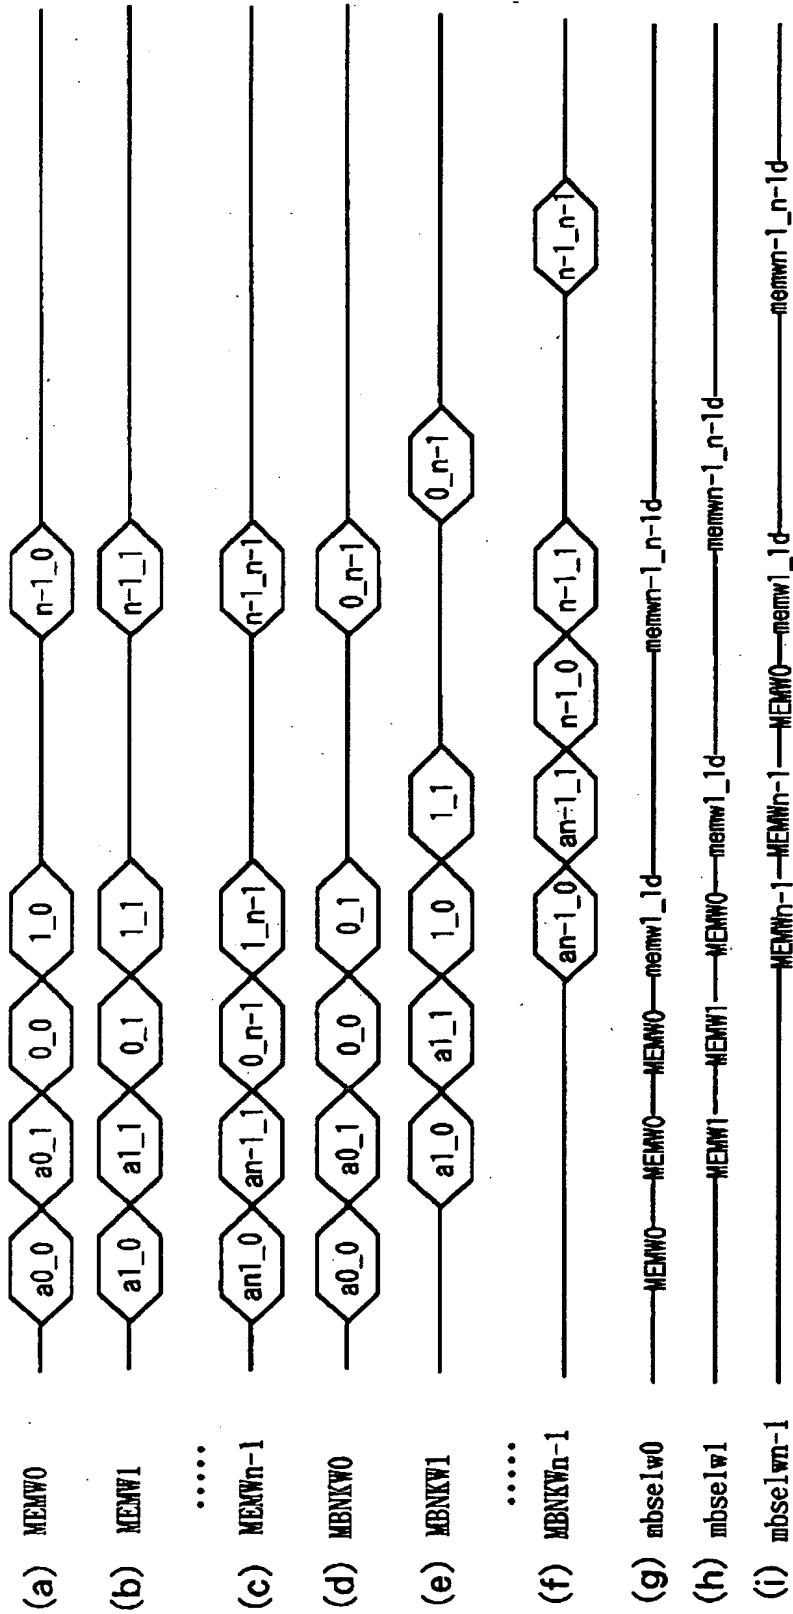 (a) MEMW0 a0_0 a0_1 0_0 1_0 n-1_0
(b) MEMW1 a1_0 a1_1 0_1 1_1 n-1_1
.....
(c) MEMWn-1 an1_0 an-1_1 0_n-1 1_n-1 n-1_n-1
(d) MBNKW0 a0_0 a0_1 0_0 0_1 0_n-1
(e) MBNKW1 a1_0 a1_1 1_0 1_1 0_n-1
.....
(f) MBNKWn-1 an-1_0 an-1_1 n-1_0 n-1_1 n-1_n-1
(g) mbselw0 MEMW0 MEMW0 MEMW0 memw1_1d memwn-1_n-1d
(h) mbselw1 MEMW1 MEMW1 MEMW0 memw1_1d memwn-1_n-1d
(i) mbselwn-1 MEMWn-1 MEMWn-1 MEMW0 memw1_1d memwn-1_n-1d